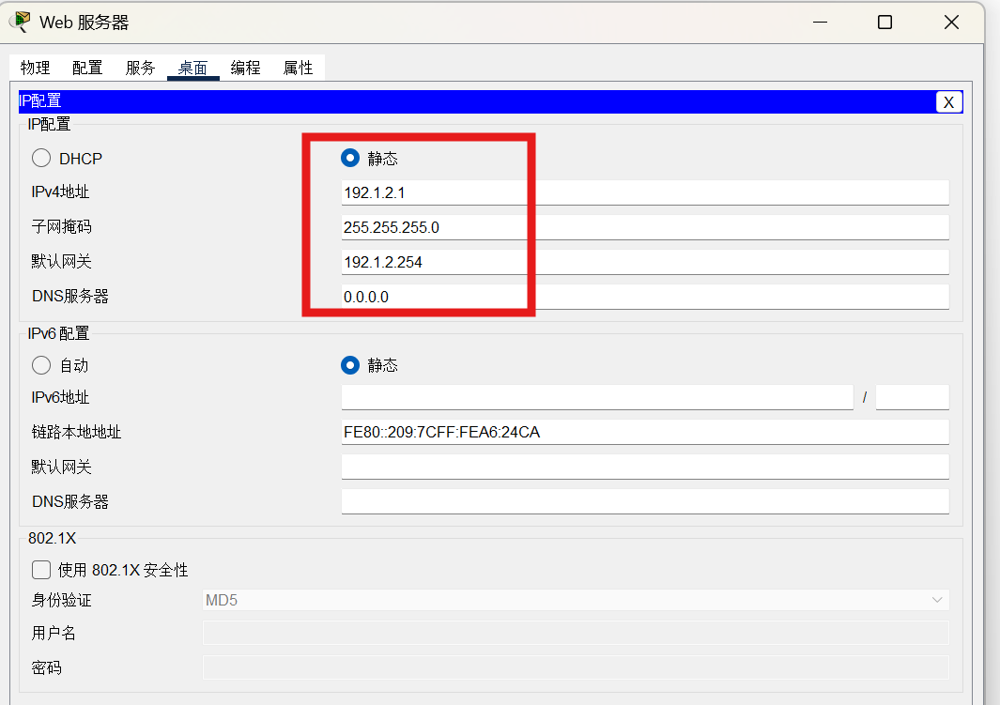 Web 服务器
物理 配置 服务 桌面 编程 属性
IP配置 X
IP配置
DHCP 静态
IPv4地址 192.1.2.1
子网掩码 255.255.255.0
默认网关 192.1.2.254
DNS服务器 0.0.0.0
IPv6 配置
自动 静态
IPv6地址 /
链路本地地址 FE80::209:7CFF:FEA6:24CA
默认网关
DNS服务器
802.1X
使用 802.1X 安全性
身份验证 MD5
用户名
密码